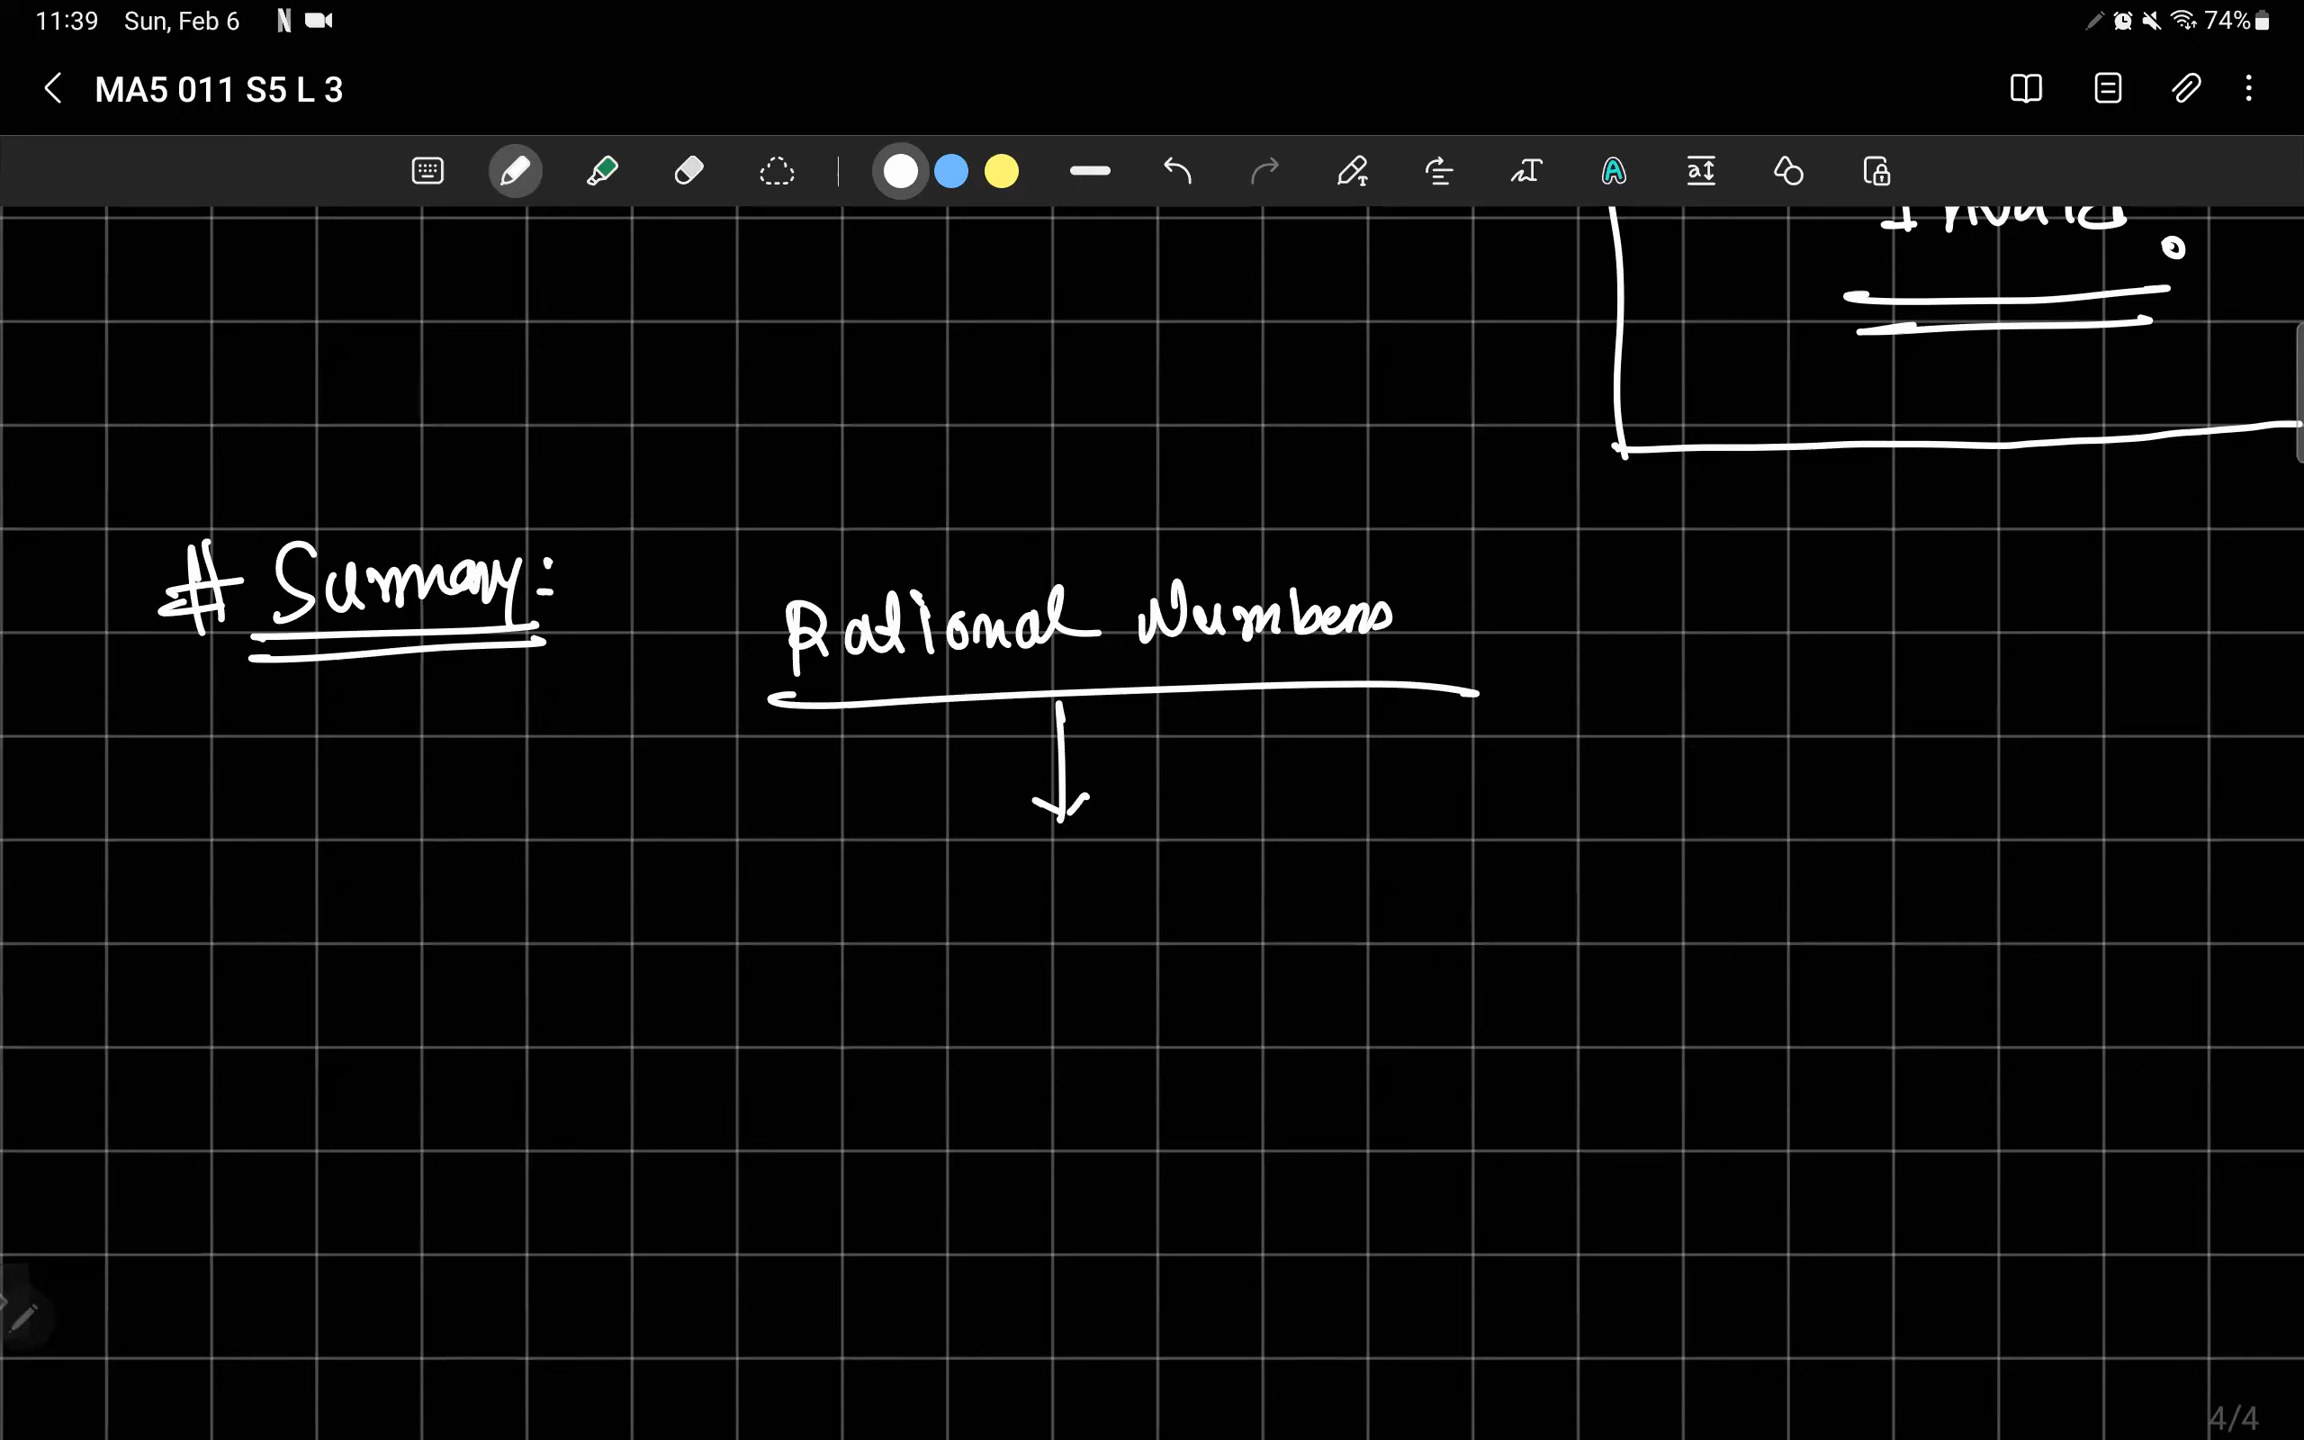 11:39 Sun, Feb 6 N 74%
MA5 011 S5 L 3
# Summary:
Rational Numbers
4/4